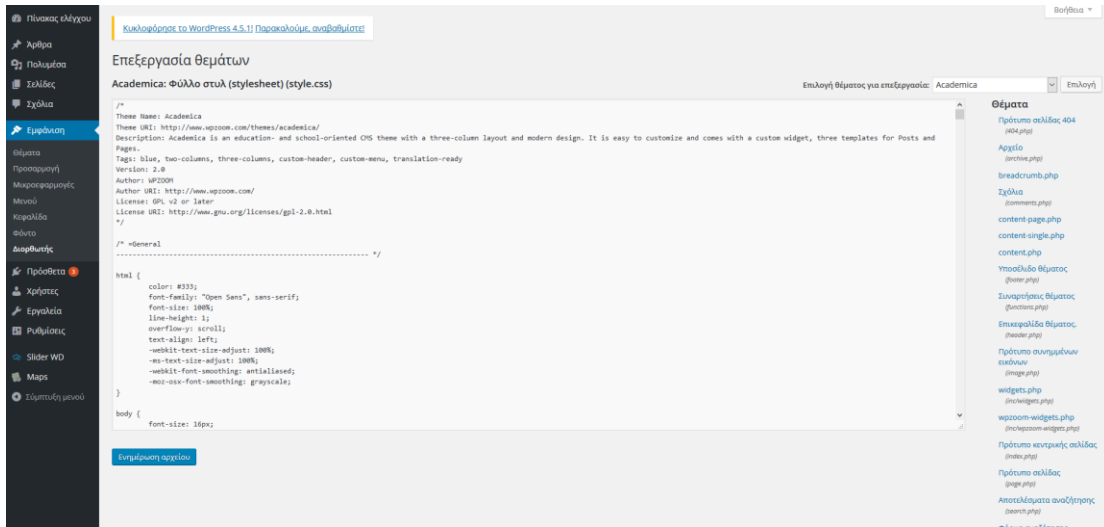 Πίνακας ελέγχου
Άρθρα
Πολυμέσα
Σελίδες
Σχόλια
Εμφάνιση
Θέματα
Προσαρμογή
Μικροεφαρμογές
Μενού
Κεφαλίδα
Φόντο
Διορθωτής
Πρόσθετα 3
Χρήστες
Εργαλεία
Ρυθμίσεις
Slider WD
Maps
Σύμπτυξη μενού
Βοήθεια
Κυκλοφόρησε το WordPress 4.5.1! Παρακαλούμε, αναβαθμίστε!
Επεξεργασία θεμάτων
Academica: Φύλλο στυλ (stylesheet) (style.css)
Επιλογή θέματος για επεξεργασία: Academica Επιλογή
/*
Theme Name: Academica
Theme URI: http://www.wpzoom.com/themes/academica/
Description: Academica is an education- and school-oriented CMS theme with a three-column layout and modern design. It is easy to customize and comes with a custom widget, three templates for Posts and
Pages.
Tags: blue, two-columns, three-columns, custom-header, custom-menu, translation-ready
Version: 2.0
Author: WPZOOM
Author URI: http://www.wpzoom.com/
License: GPL v2 or later
License URI: http://www.gnu.org/licenses/gpl-2.0.html
*/
/* =General
-------------------------------------------------------------- */
html {
color: #333;
font-family: "Open Sans", sans-serif;
font-size: 100%;
line-height: 1;
overflow-y: scroll;
text-align: left;
-webkit-text-size-adjust: 100%;
-ms-text-size-adjust: 100%;
-webkit-font-smoothing: antialiased;
-moz-osx-font-smoothing: grayscale;
}
body {
font-size: 16px;
Ενημέρωση αρχείου
Θέματα
Πρότυπο σελίδας 404
(404.php)
Αρχείο
(archive.php)
breadcrumb.php
Σχόλια
(comments.php)
content-page.php
content-single.php
content.php
Υποσέλιδο θέματος
(footer.php)
Συναρτήσεις θέματος
(functions.php)
Επικεφαλίδα θέματος.
(header.php)
Πρότυπο συνημμένων
εικόνων
(image.php)
widgets.php
(inc/widgets.php)
wpzoom-widgets.php
(inc/wpzoom-widgets.php)
Πρότυπο κεντρικής σελίδας
(index.php)
Πρότυπο σελίδας
(page.php)
Αποτελέσματα αναζήτησης
(search.php)